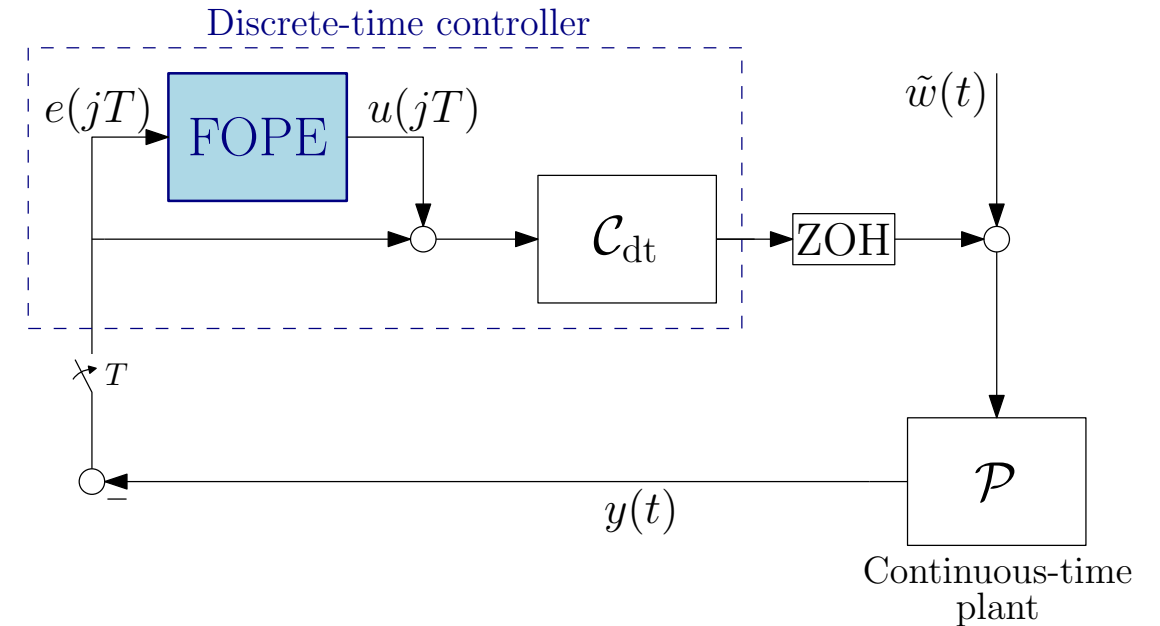 Discrete-time controller
e(jT)
FOPE
u(jT)
w̃(t)
𝒞dt
ZOH
T
−
y(t)
𝒫
Continuous-time
plant